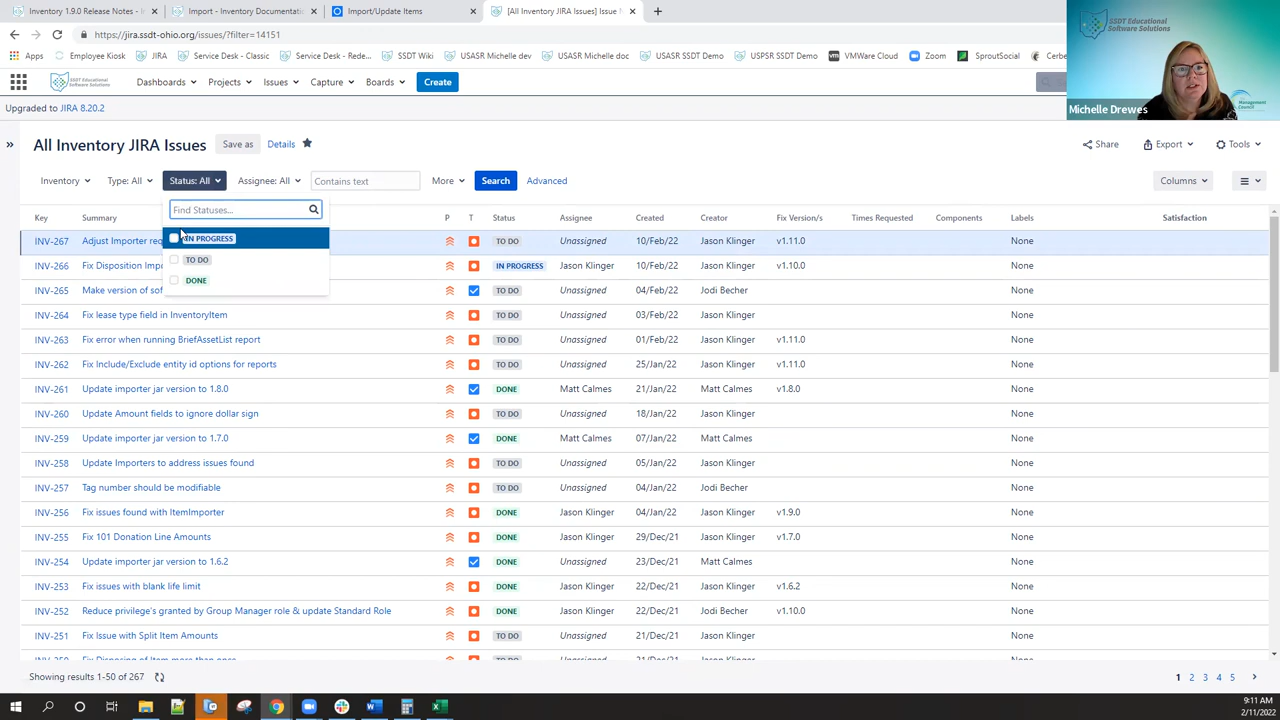 Inventory 1.9.0 Release Notes - In
Import - Inventory Documentatio
Import/Update Items
[All Inventory JIRA Issues] Issue N
https://jira.ssdt-ohio.org/issues/?filter=14151
Apps Employee Kiosk JIRA Service Desk - Classic Service Desk - Rede... SSDT Wiki USASR Michelle dev USASR Michelle doc USASR SSDT Demo USPSR SSDT Demo VMWare Cloud Zoom SproutSocial Cerbe
SSDT EDUCATIONAL SOFTWARE SOLUTIONS Dashboards Projects Issues Capture Boards Create
SSDT Educational
Software Solutions
Management
Council
Michelle Drewes
Upgraded to JIRA 8.20.2
All Inventory JIRA Issues Save as Details Share Export Tools
Inventory Type: All Status: All Assignee: All Contains text More Search Advanced Columns
Find Statuses...
IN PROGRESS
TO DO
DONE
Key Summary P T Status Assignee Created Creator Fix Version/s Times Requested Components Labels Satisfaction
INV-267 Adjust Importer req TO DO Unassigned 10/Feb/22 Jason Klinger v1.11.0 None
INV-266 Fix Disposition Impo IN PROGRESS Jason Klinger 10/Feb/22 Jason Klinger v1.10.0 None
INV-265 Make version of sof TO DO Unassigned 04/Feb/22 Jodi Becher None
INV-264 Fix lease type field in InventoryItem TO DO Unassigned 03/Feb/22 Jason Klinger None
INV-263 Fix error when running BriefAssetList report TO DO Unassigned 01/Feb/22 Jason Klinger v1.11.0 None
INV-262 Fix Include/Exclude entity id options for reports TO DO Unassigned 25/Jan/22 Jason Klinger v1.11.0 None
INV-261 Update importer jar version to 1.8.0 DONE Matt Calmes 21/Jan/22 Matt Calmes v1.8.0 None
INV-260 Update Amount fields to ignore dollar sign TO DO Unassigned 18/Jan/22 Jason Klinger None
INV-259 Update importer jar version to 1.7.0 DONE Matt Calmes 07/Jan/22 Matt Calmes None
INV-258 Update Importers to address issues found TO DO Unassigned 05/Jan/22 Jason Klinger None
INV-257 Tag number should be modifiable TO DO Unassigned 04/Jan/22 Jodi Becher None
INV-256 Fix issues found with ItemImporter DONE Jason Klinger 04/Jan/22 Jason Klinger v1.9.0 None
INV-255 Fix 101 Donation Line Amounts DONE Jason Klinger 29/Dec/21 Jason Klinger v1.7.0 None
INV-254 Update importer jar version to 1.6.2 DONE Unassigned 23/Dec/21 Matt Calmes None
INV-253 Fix issues with blank life limit DONE Jason Klinger 22/Dec/21 Jason Klinger v1.6.2 None
INV-252 Reduce privilege's granted by Group Manager role & update Standard Role DONE Jason Klinger 22/Dec/21 Jodi Becher v1.10.0 None
INV-251 Fix Issue with Split Item Amounts TO DO Unassigned 21/Dec/21 Jason Klinger None
Showing results 1-50 of 267 1 2 3 4 5
9:11 AM
2/11/2022